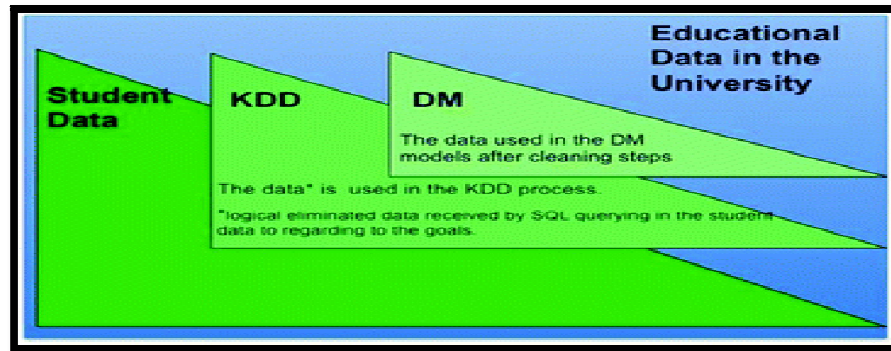 Educational
Data in the
University
Student
Data
KDD
DM
The data used in the DM
models after cleaning steps
The data* is used in the KDD process.
*logical eliminated data received by SQL querying in the student
data to regarding to the goals.